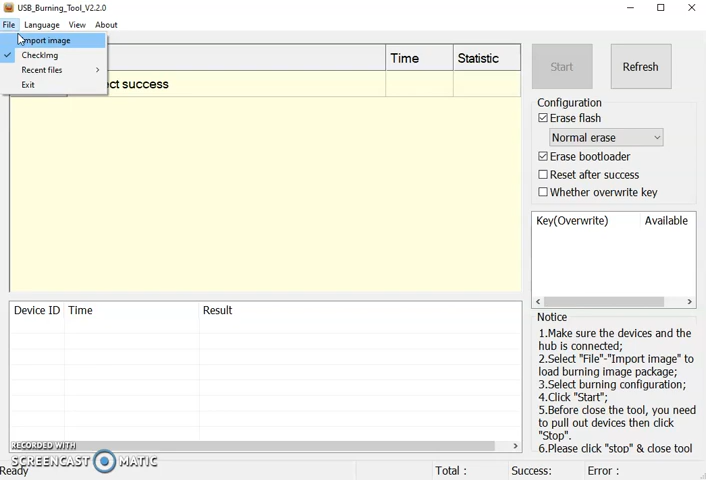 USB_Burning_Tool_V2.2.0
File Language View About
Import image
CheckImg
Recent files
Exit
Time Statistic
ct success
Start Refresh
Configuration
Erase flash
Normal erase
Erase bootloader
Reset after success
Whether overwrite key
Key(Overwrite) Available
Device ID Time Result
Notice
1.Make sure the devices and the
hub is connected;
2.Select "File"-"Import image" to
load burning image package;
3.Select burning configuration;
4.Click "Start";
5.Before close the tool, you need
to pull out devices then click
"Stop".
6.Please click "stop" & close tool
RECORDED WITH
SCREENCAST MATIC
Ready Total : Success: Error :